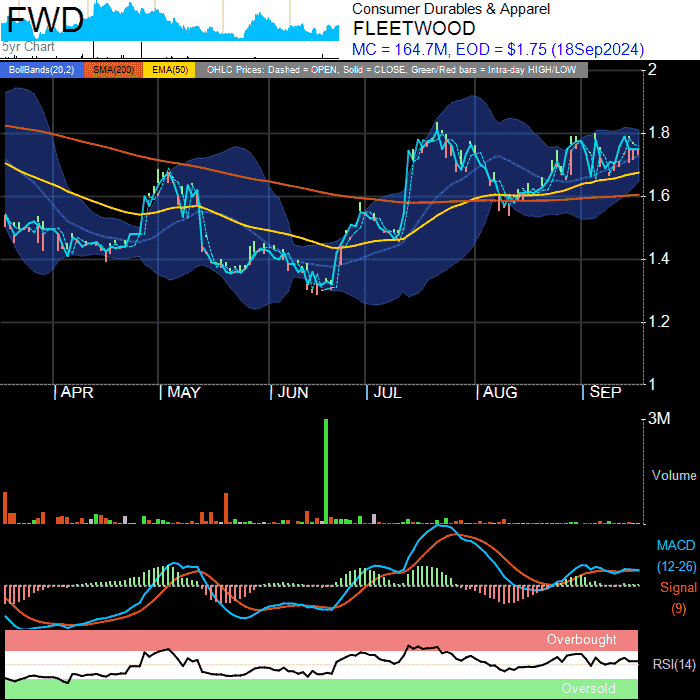 FWD
5yr Chart
Consumer Durables & Apparel
FLEETWOOD
MC = 164.7M, EOD = $1.75 (18Sep2024)
BollBands(20,2) SMA(200) EMA(50) OHLC Prices: Dashed = OPEN, Solid = CLOSE, Green/Red bars = Intra-day HIGH/LOW
2
1.8
1.6
1.4
1.2
1
APR MAY JUN JUL AUG SEP
3M
Volume
MACD
(12-26)
Signal
(9)
Overbought
RSI(14)
Oversold